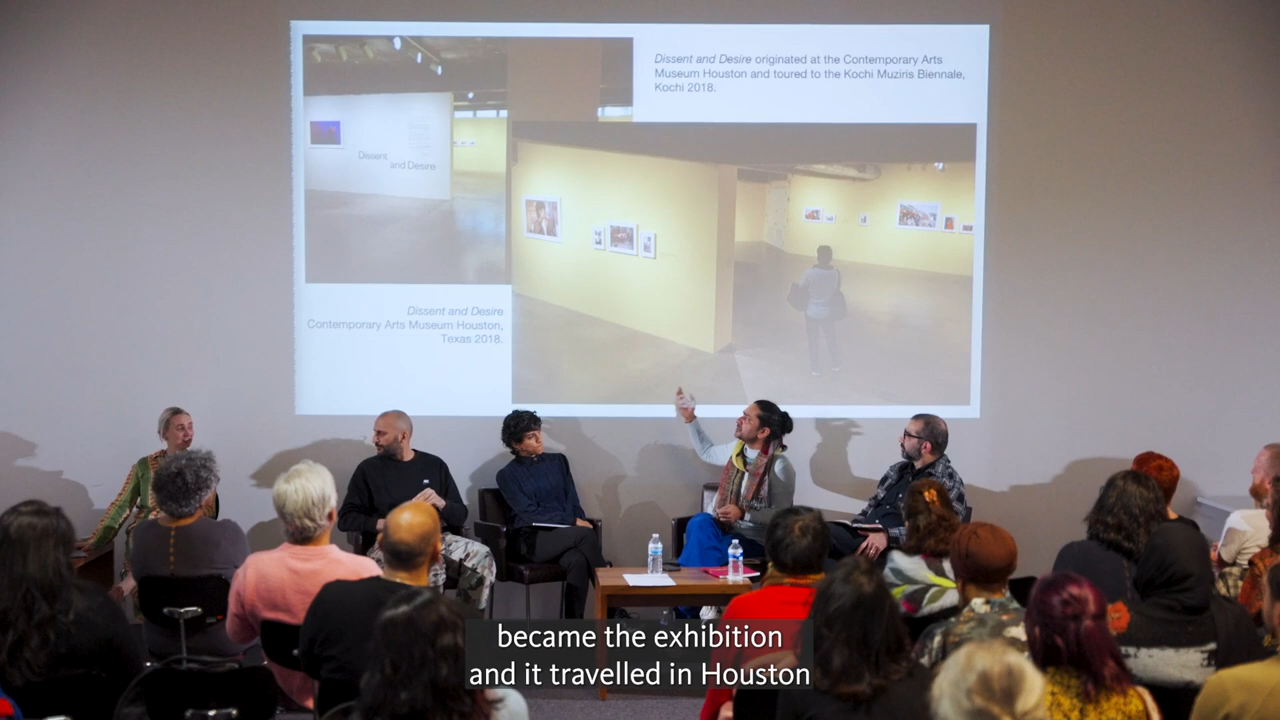 Dissent and Desire originated at the Contemporary Arts
Museum Houston and toured to the Kochi Muziris Biennale,
Kochi 2018.
Dissent
and Desire
Dissent and Desire
Contemporary Arts Museum Houston,
Texas 2018.
became the exhibition
and it travelled in Houston